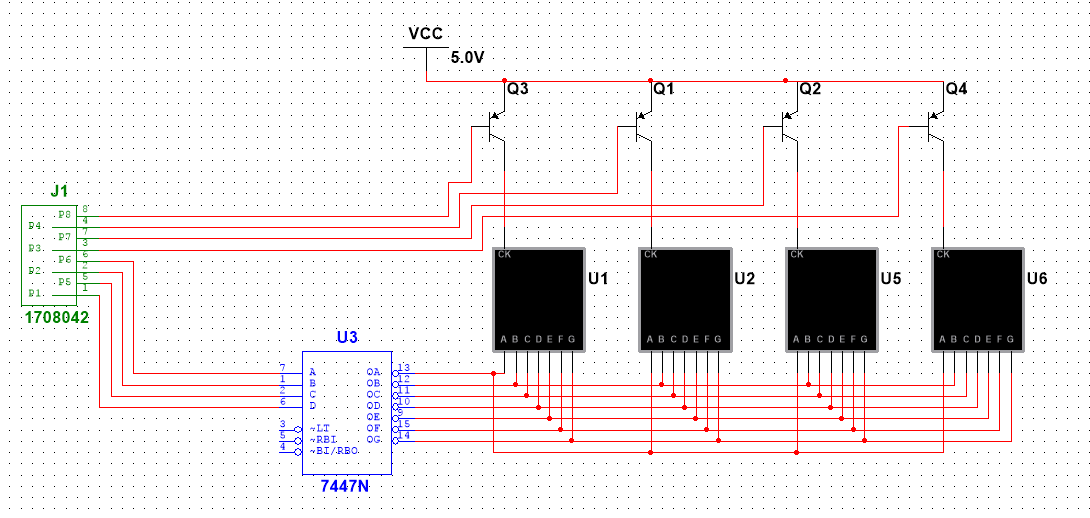 VCC
5.0V
Q3 Q1 Q2 Q4
J1
P8 8
P4 4
P7 7
P3 3
P6 6
P2 2
P5 5
P1 1
1708042
CK CK CK CK
U1 U2 U5 U6
A B C D E F G A B C D E F G A B C D E F G A B C D E F G
U3
7 A OA 13
1 B OB 12
2 C OC 11
6 D OD 10
OE 9
3 ~LT OF 15
5 ~RBI OG 14
4 ~BI/RBO
7447N